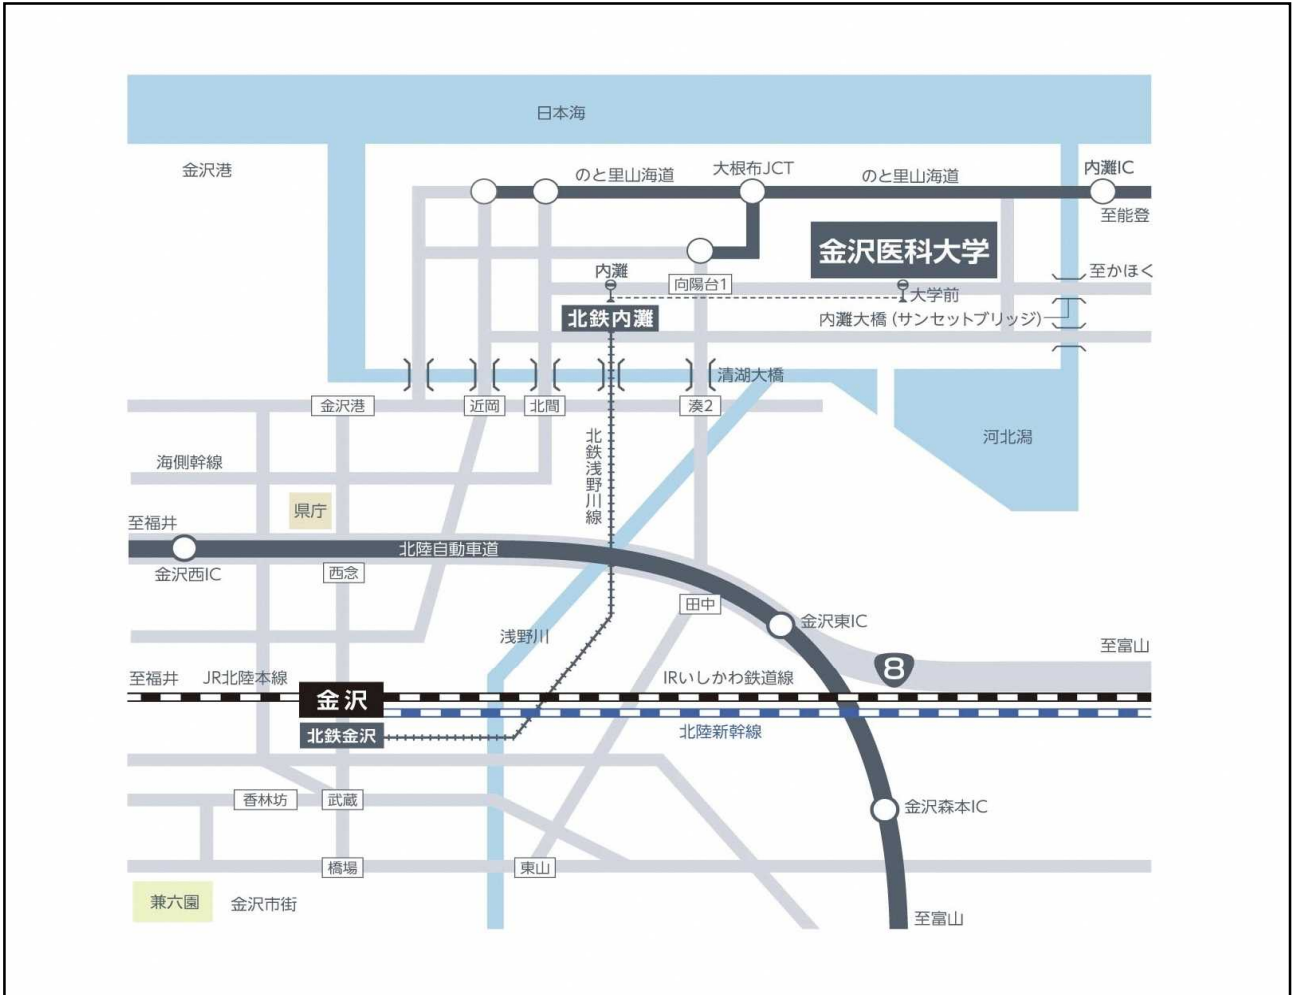 日本海
金沢港
のと里山海道
大根布JCT
のと里山海道
内灘IC
至能登
金沢医科大学
内灘
向陽台1
大学前
至かほく
北鉄内灘
内灘大橋 (サンセットブリッジ)
清湖大橋
金沢港
近岡
北間
湊2
北鉄浅野川線
河北潟
海側幹線
県庁
至福井
北陸自動車道
金沢西IC
西念
田中
金沢東IC
浅野川
至富山
至福井
JR北陸本線
IRいしかわ鉄道線
8
金沢
北鉄金沢
北陸新幹線
香林坊
武蔵
金沢森本IC
橋場
東山
兼六園
金沢市街
至富山